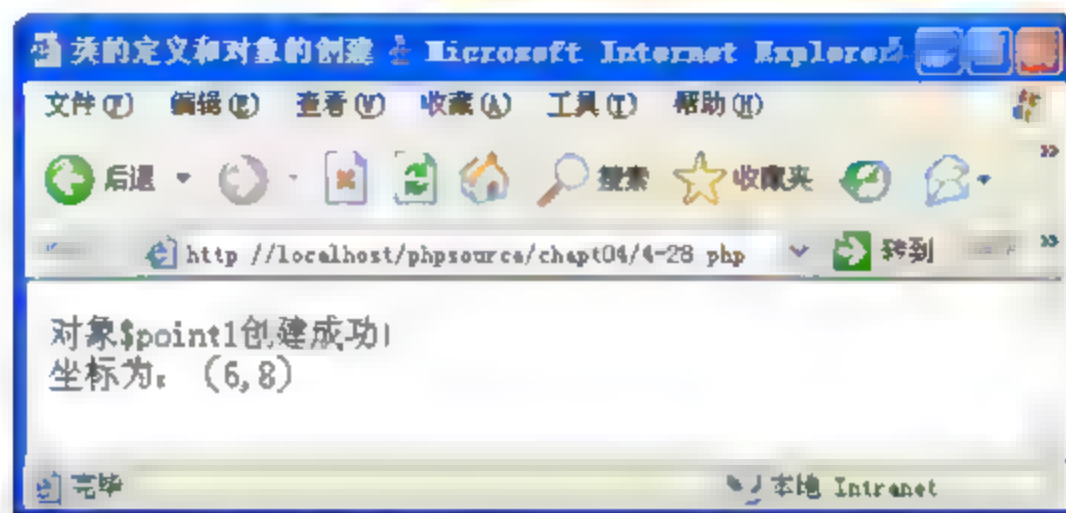 类的定义和对象的创建 - Microsoft Internet Explorer
文件(F) 编辑(E) 查看(V) 收藏(A) 工具(T) 帮助(H)
后退 搜索 收藏夹
http://localhost/phpsource/chapt04/4-28.php 转到
对象$point1创建成功!
坐标为：(6,8)
完毕 本地 Intranet